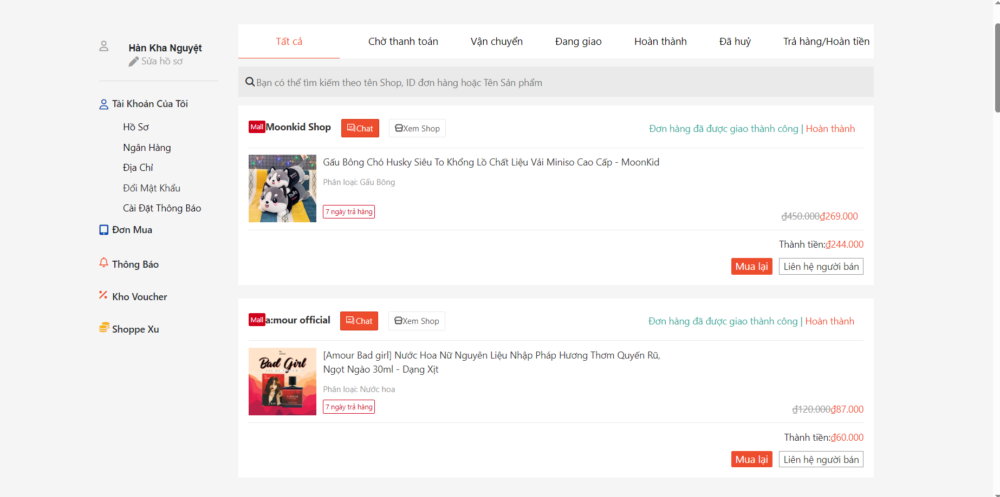 Hàn Kha Nguyệt
Sửa hồ sơ
Tài Khoản Của Tôi
Hồ Sơ
Ngân Hàng
Địa Chỉ
Đổi Mật Khẩu
Cài Đặt Thông Báo
Đơn Mua
Thông Báo
Kho Voucher
Shoppe Xu
Tất cả Chờ thanh toán Vận chuyển Đang giao Hoàn thành Đã huỷ Trả hàng/Hoàn tiền
Bạn có thể tìm kiếm theo tên Shop, ID đơn hàng hoặc Tên Sản phẩm
Mall Moonkid Shop Chat Xem Shop Đơn hàng đã được giao thành công | Hoàn thành
Gấu Bông Chó Husky Siêu To Khổng Lồ Chất Liệu Vải Miniso Cao Cấp - MoonKid
Phân loại: Gấu Bông
7 ngày trả hàng
₫450.000₫269.000
Thành tiền:₫244.000
Mua lại Liên hệ người bán
Mall a:mour official Chat Xem Shop Đơn hàng đã được giao thành công | Hoàn thành
Bad Girl
EAU DE PARFUM
[Amour Bad girl] Nước Hoa Nữ Nguyên Liệu Nhập Pháp Hương Thơm Quyến Rũ,
Ngọt Ngào 30ml - Dạng Xịt
Phân loại: Nước hoa
7 ngày trả hàng
₫120.000₫87.000
Thành tiền:₫60.000
Mua lại Liên hệ người bán